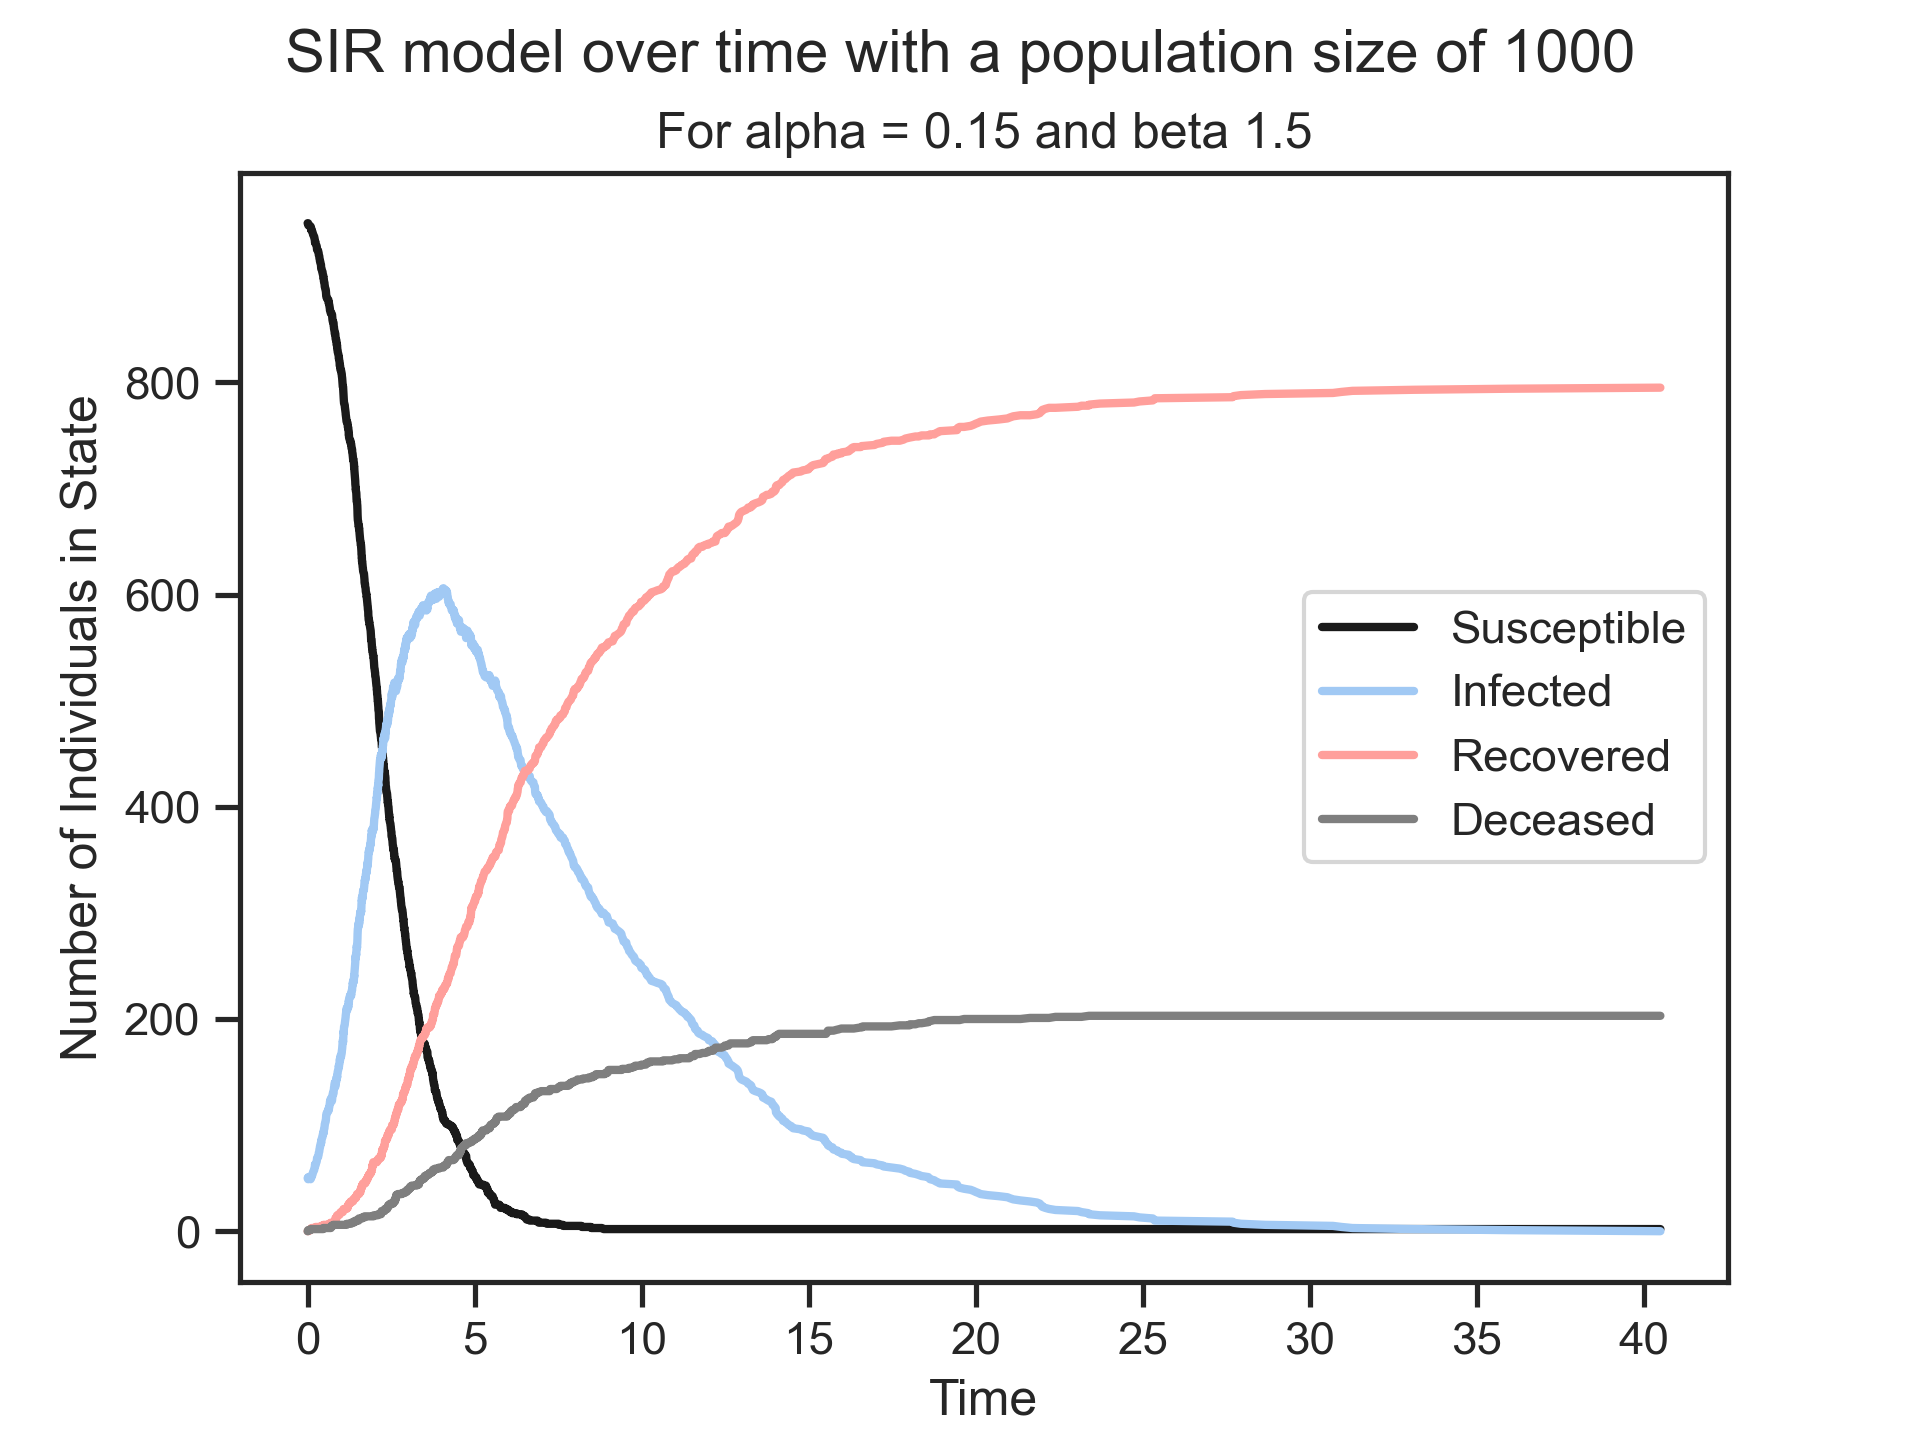 SIR model over time with a population size of 1000
For alpha = 0.15 and beta 1.5
Number of Individuals in State
800
600
400
200
0
Susceptible
Infected
Recovered
Deceased
0 5 10 15 20 25 30 35 40
Time